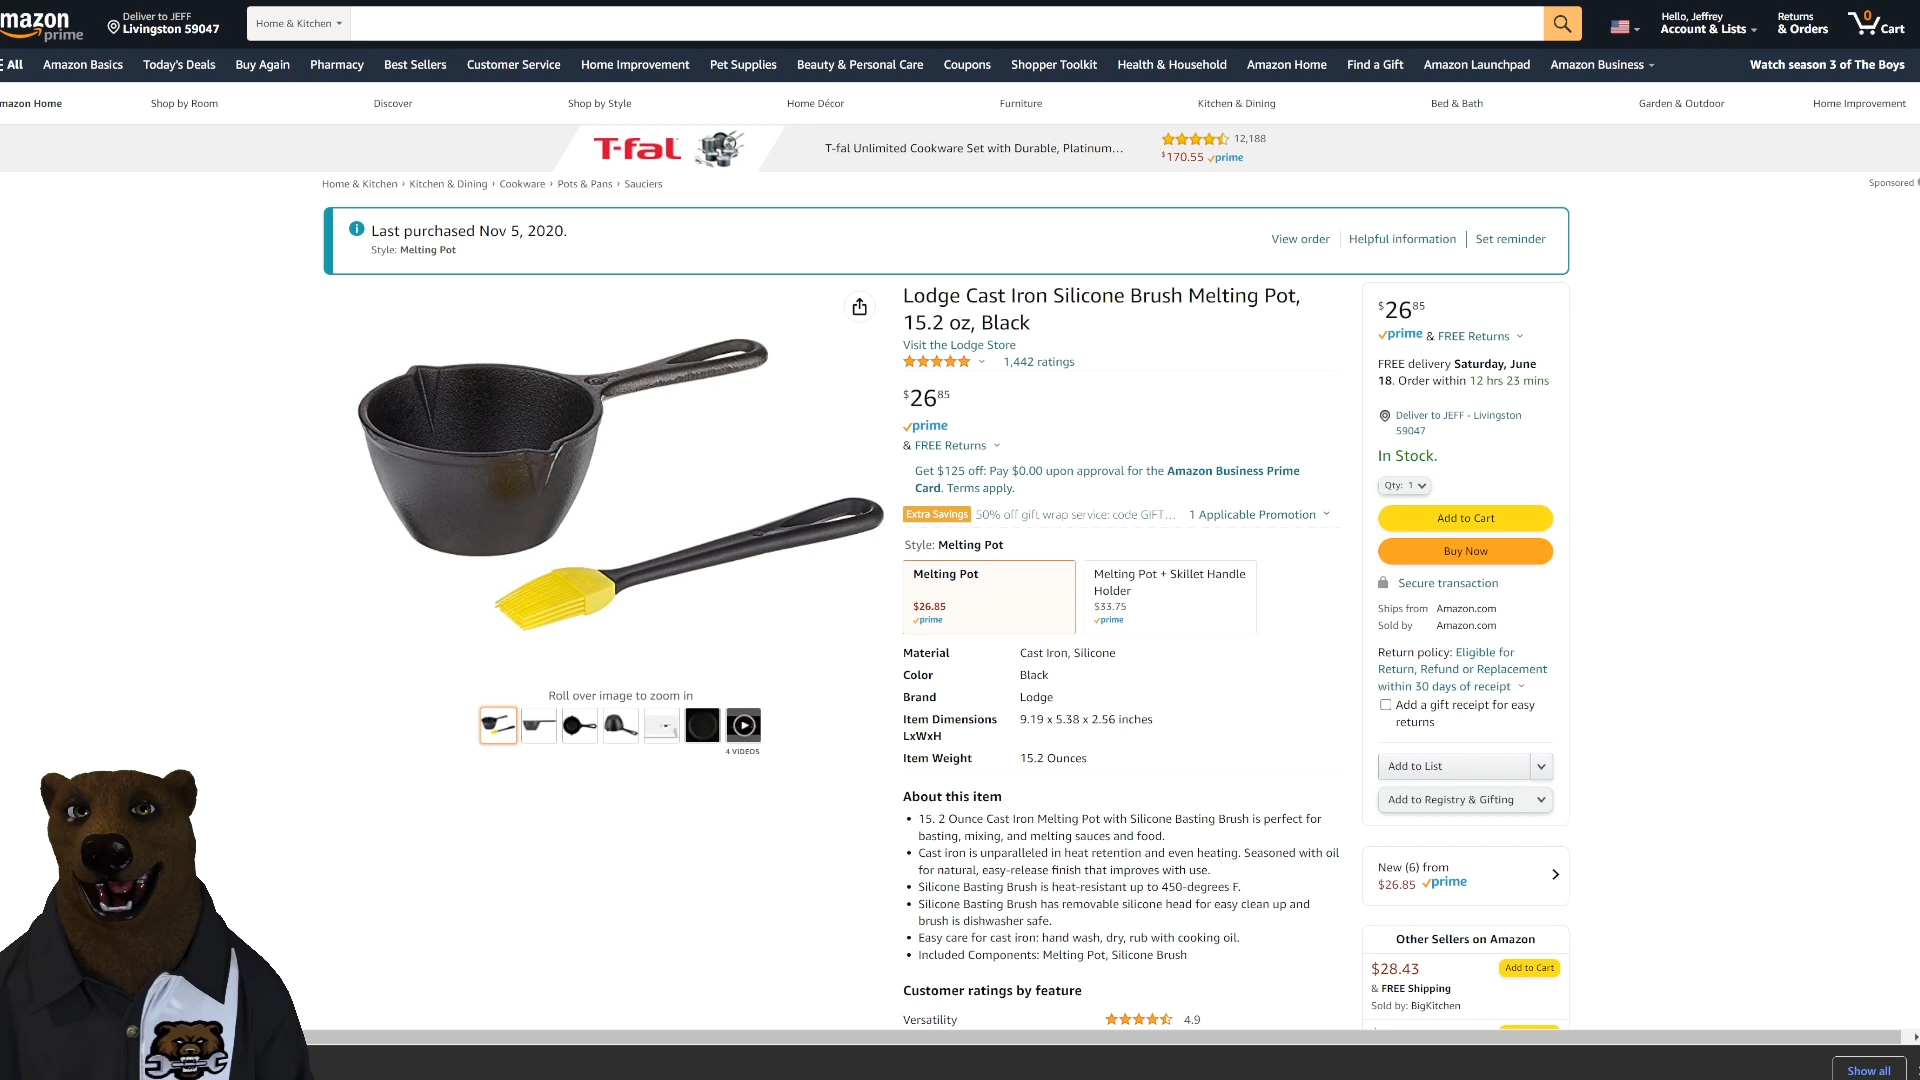 mazon
prime
Deliver to JEFF
Livingston 59047
Home & Kitchen
Hello, Jeffrey
Account & Lists
Returns
& Orders
0
Cart
All
Amazon Basics
Today's Deals
Buy Again
Pharmacy
Best Sellers
Customer Service
Home Improvement
Pet Supplies
Beauty & Personal Care
Coupons
Shopper Toolkit
Health & Household
Amazon Home
Find a Gift
Amazon Launchpad
Amazon Business
Watch season 3 of The Boys
mazon Home
Shop by Room
Discover
Shop by Style
Home Décor
Furniture
Kitchen & Dining
Bed & Bath
Garden & Outdoor
Home Improvement
T-fal
T-fal Unlimited Cookware Set with Durable, Platinum…
12,188
$170.55 prime
Home & Kitchen › Kitchen & Dining › Cookware › Pots & Pans › Sauciers
Sponsored
Last purchased Nov 5, 2020.
Style: Melting Pot
View order
Helpful information
Set reminder
Lodge Cast Iron Silicone Brush Melting Pot,
15.2 oz, Black
Visit the Lodge Store
1,442 ratings
$26 85
prime
& FREE Returns
Get $125 off: Pay $0.00 upon approval for the Amazon Business Prime
Card. Terms apply.
Extra Savings 50% off gift wrap service: code GIFT… 1 Applicable Promotion
Style: Melting Pot
Melting Pot
$26.85
prime
Melting Pot + Skillet Handle
Holder
$33.75
prime
Material Cast Iron, Silicone
Color Black
Brand Lodge
Item Dimensions 9.19 x 5.38 x 2.56 inches
LxWxH
Item Weight 15.2 Ounces
Roll over image to zoom in
4 VIDEOS
About this item
• 15. 2 Ounce Cast Iron Melting Pot with Silicone Basting Brush is perfect for
basting, mixing, and melting sauces and food.
• Cast iron is unparalleled in heat retention and even heating. Seasoned with oil
for natural, easy-release finish that improves with use.
• Silicone Basting Brush is heat-resistant up to 450-degrees F.
• Silicone Basting Brush has removable silicone head for easy clean up and
brush is dishwasher safe.
• Easy care for cast iron: hand wash, dry, rub with cooking oil.
• Included Components: Melting Pot, Silicone Brush
Customer ratings by feature
Versatility 4.9
$26 85
prime & FREE Returns
FREE delivery Saturday, June
18. Order within 12 hrs 23 mins
Deliver to JEFF - Livingston
59047
In Stock.
Qty: 1
Add to Cart
Buy Now
Secure transaction
Ships from Amazon.com
Sold by Amazon.com
Return policy: Eligible for
Return, Refund or Replacement
within 30 days of receipt
Add a gift receipt for easy
returns
Add to List
Add to Registry & Gifting
New (6) from
$26.85 prime
Other Sellers on Amazon
$28.43
Add to Cart
& FREE Shipping
Sold by: BigKitchen
Show all